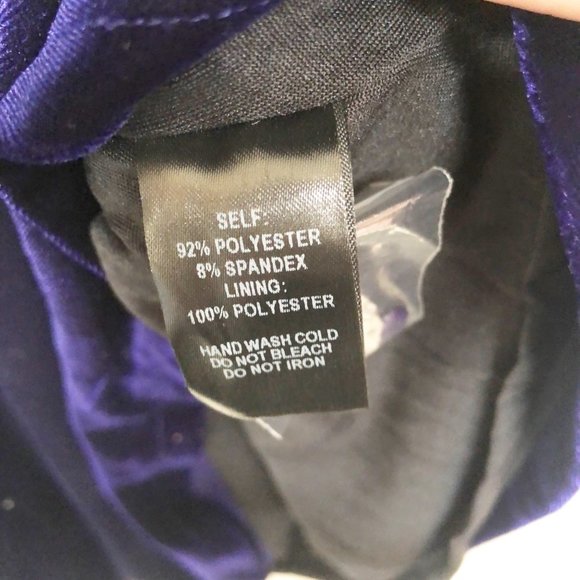 SELF:
92% POLYESTER
8% SPANDEX
LINING:
100% POLYESTER
HAND WASH COLD
DO NOT BLEACH
DO NOT IRON